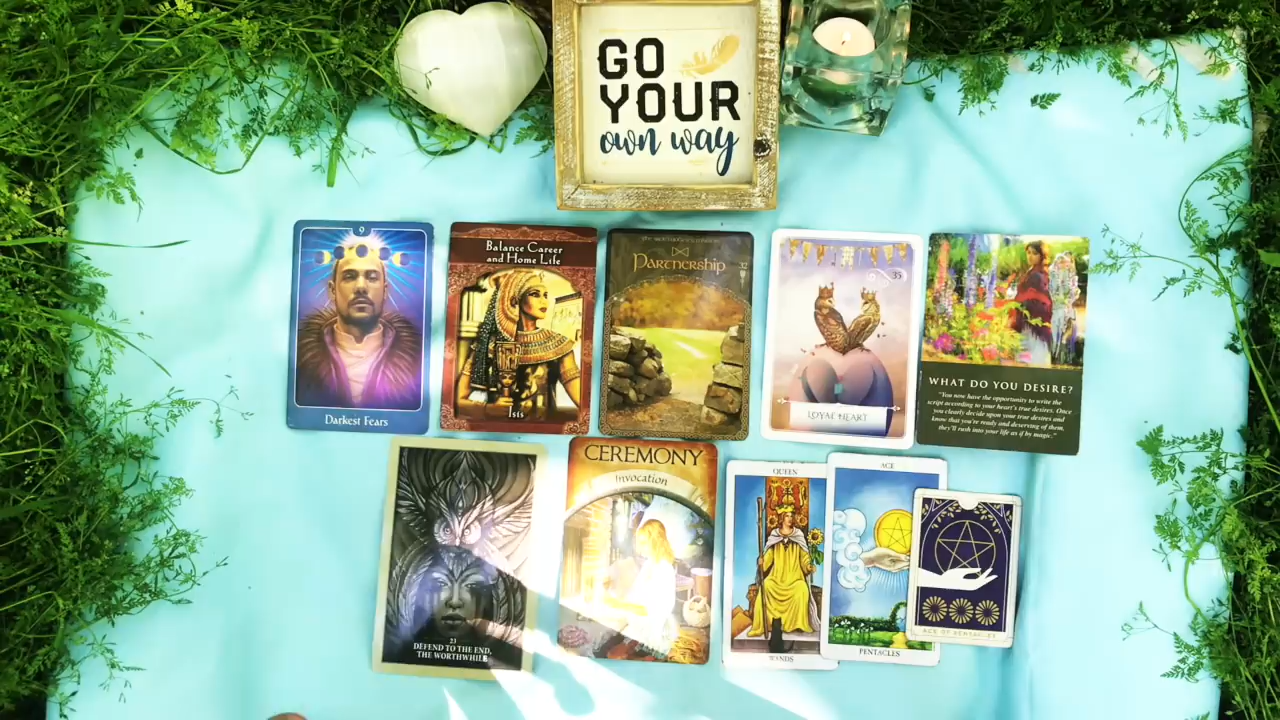 GO
YOUR
own way
9
Darkest Fears
Balance Career
and Home Life
Isis
Partnership
32
35
LOYAL HEART
WHAT DO YOU DESIRE?
"You now have the opportunity to write the
script according to your heart's true desires. Once
you clearly decide upon your true desires and
know that you're ready and deserving of them,
they'll rush into your life as if by magic."
23
DEFEND TO THE END,
THE WORTHWHILE
CEREMONY
Invocation
QUEEN
WANDS
ACE
PENTACLES
ACE OF PENTACLES